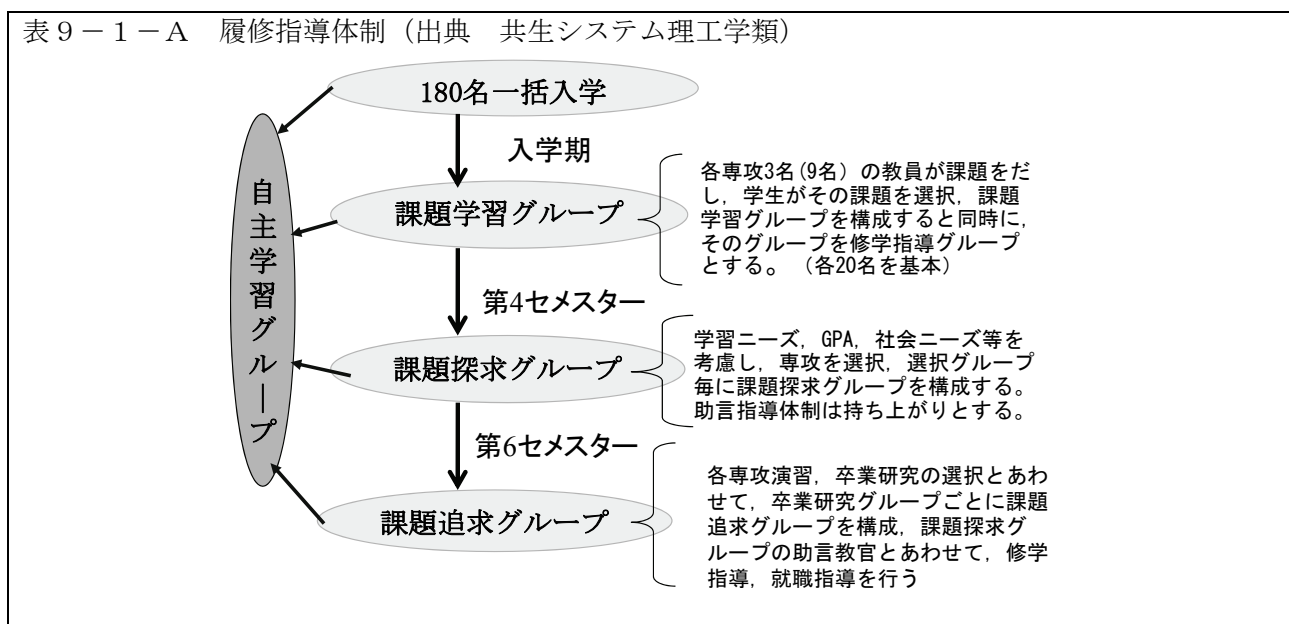 表9-1-A 履修指導体制(出典 共生システム理工学類)
180名一括入学
入学期
自主学習グループ
課題学習グループ
各専攻3名(9名)の教員が課題をだ
し,学生がその課題を選択,課題
学習グループを構成すると同時に,
そのグループを修学指導グループ
とする。 (各20名を基本)
第4セメスター
課題探求グループ
学習ニーズ,GPA,社会ニーズ等を
考慮し,専攻を選択,選択グループ
毎に課題探求グループを構成する。
助言指導体制は持ち上がりとする。
第6セメスター
課題追求グループ
各専攻演習,卒業研究の選択とあわ
せて,卒業研究グループごとに課題
追求グループを構成,課題探求グ
ループの助言教官とあわせて,修学
指導,就職指導を行う